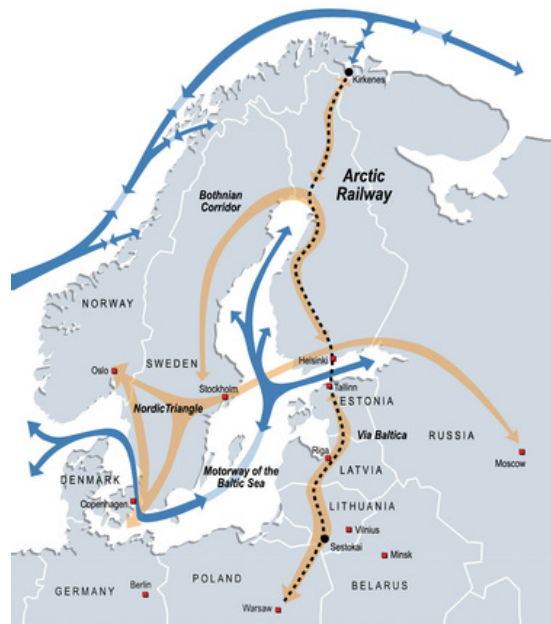 Kirkenes
Arctic
Railway
Bothnian
Corridor
NORWAY
Oslo
SWEDEN
Stockholm
Helsinki
Tallinn
ESTONIA
Nordic Triangle
Via Baltica
RUSSIA
Moscow
Riga
LATVIA
Motorway of the
Baltic Sea
DENMARK
Copenhagen
LITHUANIA
Vilnius
Sestokai
Minsk
GERMANY
Berlin
POLAND
BELARUS
Warsaw